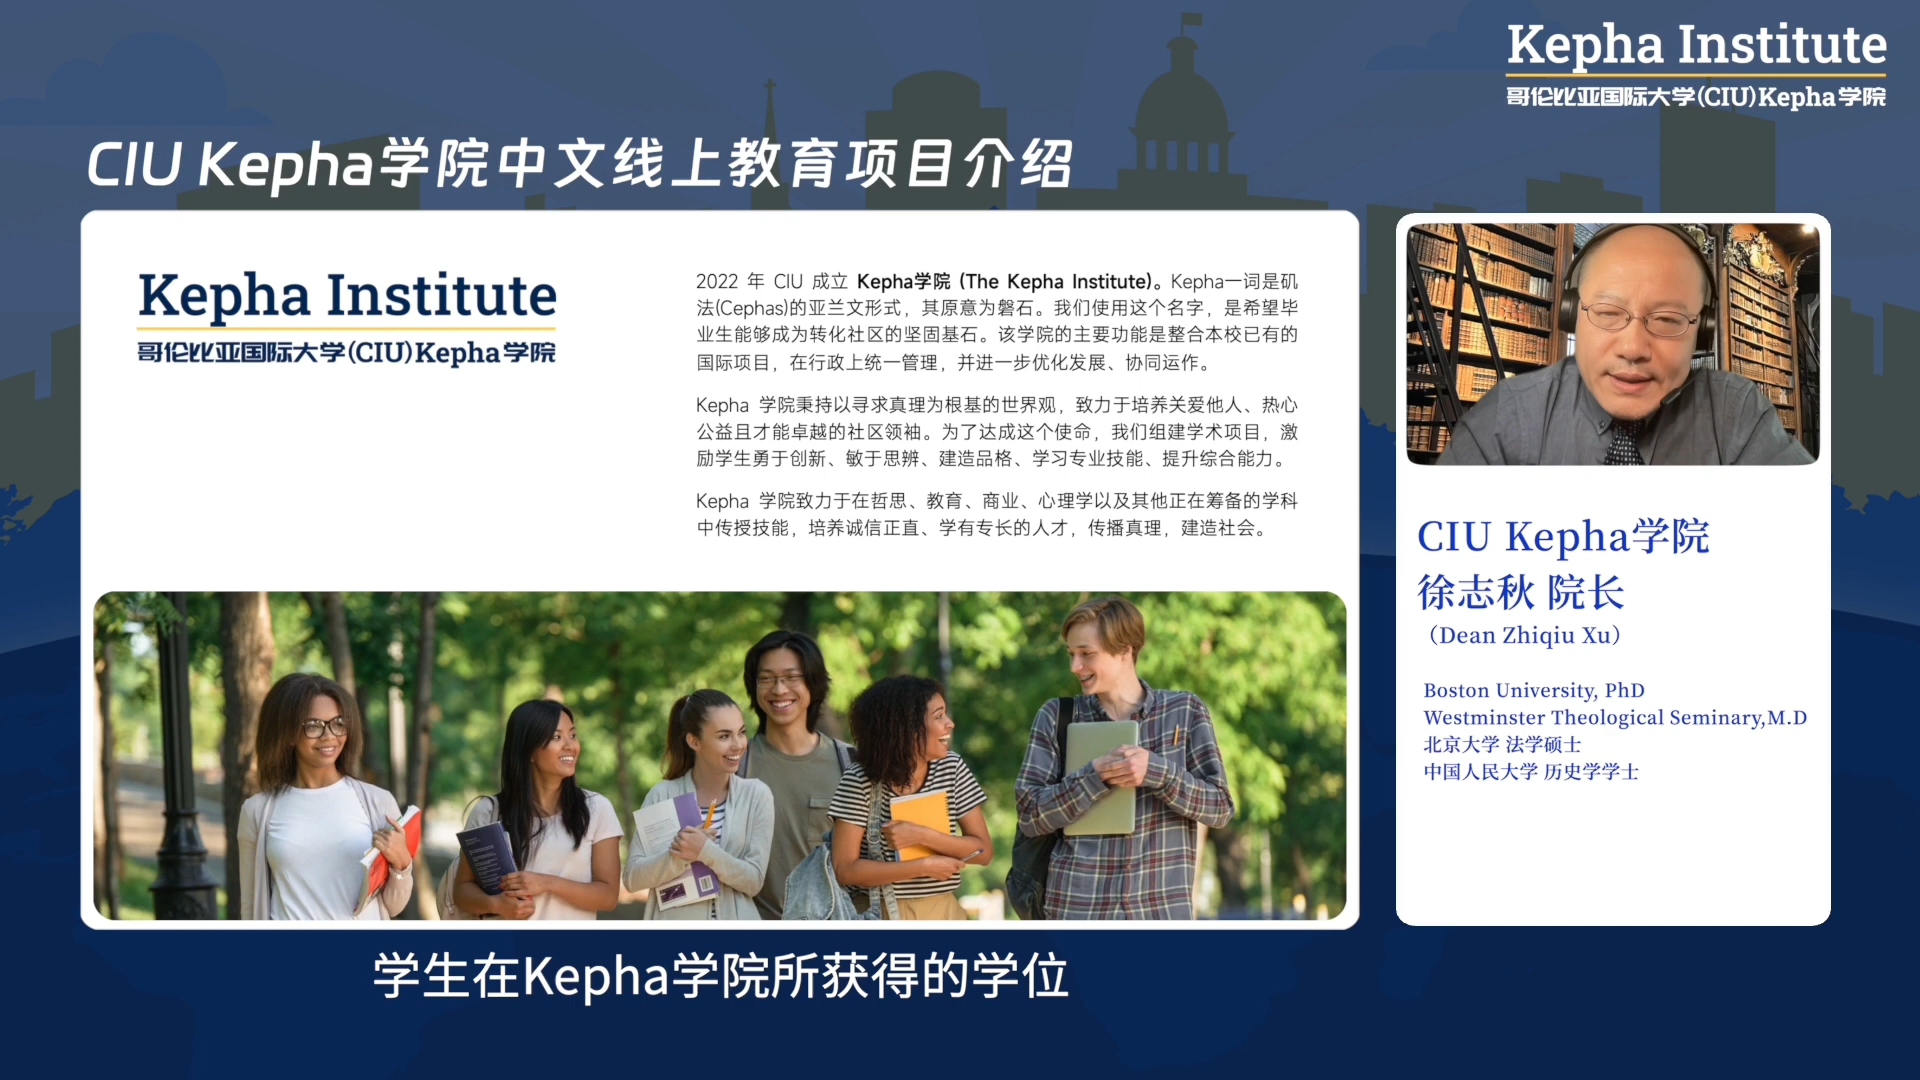 Kepha Institute
哥伦比亚国际大学(CIU)Kepha学院
CIU Kepha学院中文线上教育项目介绍
Kepha Institute
哥伦比亚国际大学(CIU)Kepha学院
2022 年 CIU 成立 Kepha学院 (The Kepha Institute)。Kepha一词是矶
法(Cephas)的亚兰文形式，其原意为磐石。我们使用这个名字，是希望毕
业生能够成为转化社区的坚固基石。该学院的主要功能是整合本校已有的
国际项目，在行政上统一管理，并进一步优化发展、协同运作。
Kepha 学院秉持以寻求真理为根基的世界观，致力于培养关爱他人、热心
公益且才能卓越的社区领袖。为了达成这个使命，我们组建学术项目，激
励学生勇于创新、敏于思辨、建造品格、学习专业技能、提升综合能力。
Kepha 学院致力于在哲思、教育、商业、心理学以及其他正在筹备的学科
中传授技能，培养诚信正直、学有专长的人才，传播真理，建造社会。
CIU Kepha学院
徐志秋 院长
（Dean Zhiqiu Xu）
Boston University, PhD
Westminster Theological Seminary,M.D
北京大学 法学硕士
中国人民大学 历史学学士
学生在Kepha学院所获得的学位